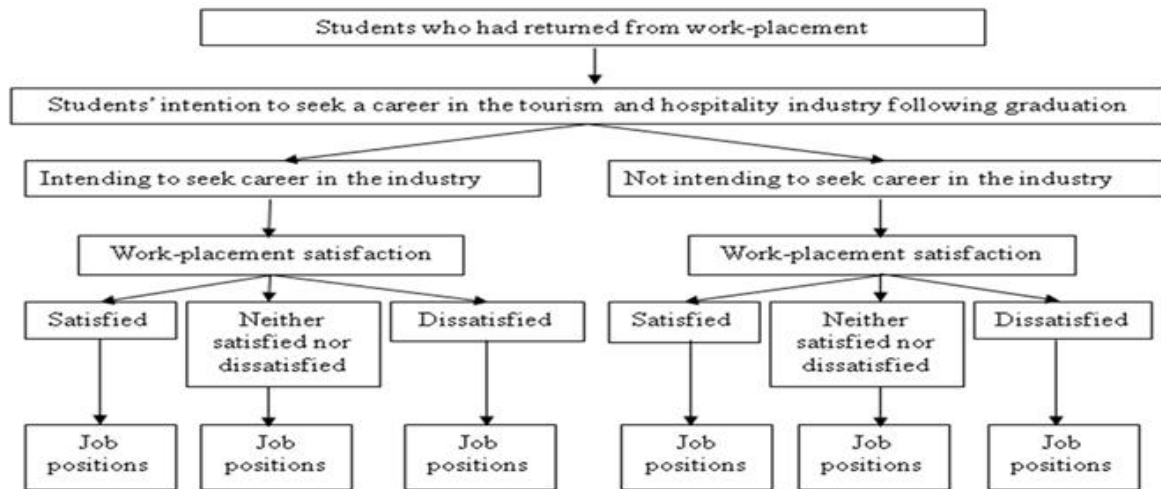 Students who had returned from work-placement
Students' intention to seek a career in the tourism and hospitality industry following graduation
Intending to seek career in the industry
Not intending to seek career in the industry
Work-placement satisfaction
Work-placement satisfaction
Satisfied
Neither
satisfied nor
dissatisfied
Dissatisfied
Satisfied
Neither
satisfied nor
dissatisfied
Dissatisfied
Job
positions
Job
positions
Job
positions
Job
positions
Job
positions
Job
positions